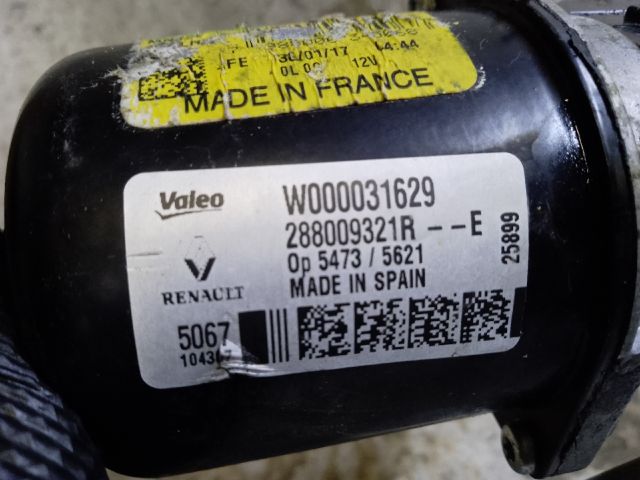 FE 30/01/17 14:44
12V
MADE IN FRANCE
Valeo
W000031629
288009321R --E
Op 5473 / 5621
MADE IN SPAIN
RENAULT
25899
5067